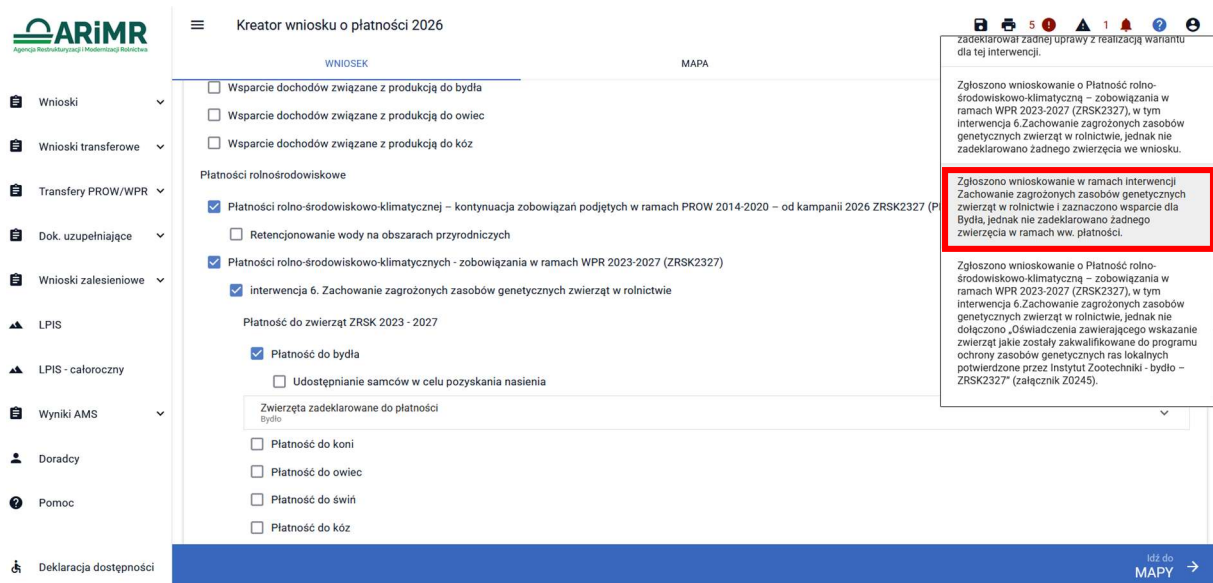 ARiMR
Agencja Restrukturyzacji i Modernizacji Rolnictwa
Kreator wniosku o płatności 2026
5
1
WNIOSEK
MAPA
Wnioski
Wnioski transferowe
Transfery PROW/WPR
Dok. uzupełniające
Wnioski zalesieniowe
LPIS
LPIS - całoroczny
Wyniki AMS
Doradcy
Pomoc
Deklaracja dostępności
Wsparcie dochodów związane z produkcją do bydła
Wsparcie dochodów związane z produkcją do owiec
Wsparcie dochodów związane z produkcją do kóz
Płatności rolnośrodowiskowe
Płatności rolno-środowiskowo-klimatycznej – kontynuacja zobowiązań podjętych w ramach PROW 2014-2020 – od kampanii 2026 ZRSK2327
Retencjonowanie wody na obszarach przyrodniczych
Płatności rolno-środowiskowo-klimatycznych - zobowiązania w ramach WPR 2023-2027 (ZRSK2327)
interwencja 6. Zachowanie zagrożonych zasobów genetycznych zwierząt w rolnictwie
Płatność do zwierząt ZRSK 2023 - 2027
Płatność do bydła
Udostępnianie samców w celu pozyskania nasienia
Zwierzęta zadeklarowane do płatności
Bydło
Płatność do koni
Płatność do owiec
Płatność do świń
Płatność do kóz
zadeklarował żadnej uprawy z realizacją wariantu
dla tej interwencji.
Zgłoszono wnioskowanie o Płatność rolno-
środowiskowo-klimatyczną – zobowiązania w
ramach WPR 2023-2027 (ZRSK2327), w tym
interwencja 6.Zachowanie zagrożonych zasobów
genetycznych zwierząt w rolnictwie, jednak nie
zadeklarowano żadnego zwierzęcia we wniosku.
Zgłoszono wnioskowanie w ramach interwencji
Zachowanie zagrożonych zasobów genetycznych
zwierząt w rolnictwie i zaznaczono wsparcie dla
Bydła, jednak nie zadeklarowano żadnego
zwierzęcia w ramach ww. płatności.
Zgłoszono wnioskowanie o Płatność rolno-
środowiskowo-klimatyczną – zobowiązania w
ramach WPR 2023-2027 (ZRSK2327), w tym
interwencja 6.Zachowanie zagrożonych zasobów
genetycznych zwierząt w rolnictwie, jednak nie
dołączono „Oświadczenia zawierającego wskazanie
zwierząt jakie zostały zakwalifikowane do programu
ochrony zasobów genetycznych ras lokalnych
potwierdzone przez Instytut Zootechniki - bydło –
ZRSK2327" (załącznik Z0245).
Idź do
MAPY